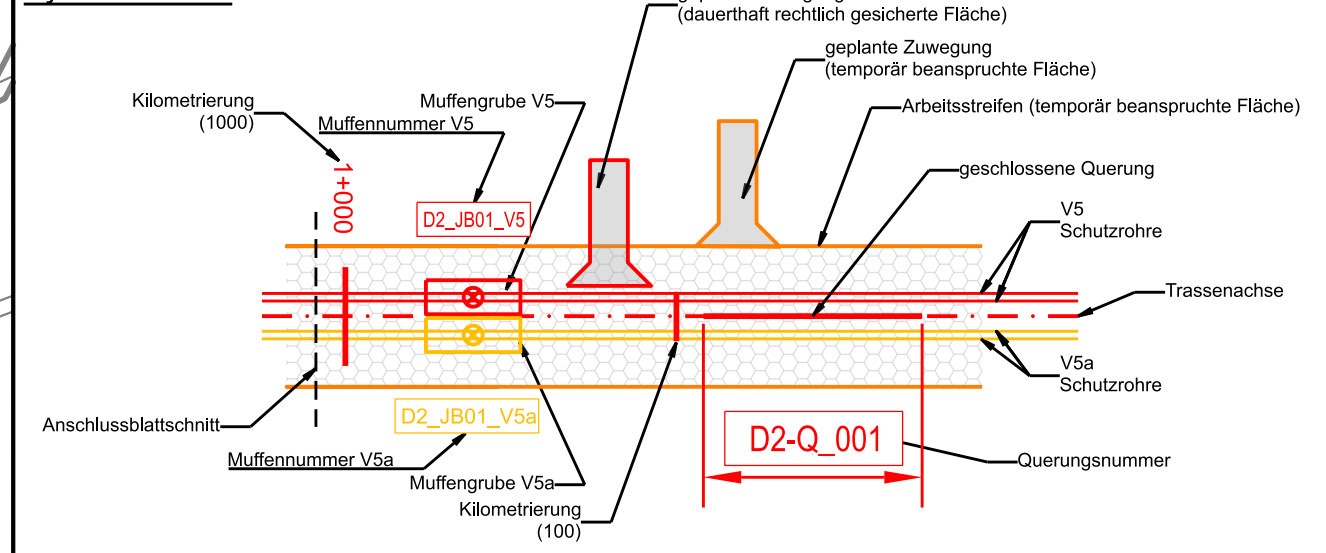 (dauerthaft rechtlich gesicherte Fläche)
geplante Zuwegung
(temporär beanspruchte Fläche)
Kilometrierung
(1000)
Muffengrube V5
Arbeitsstreifen (temporär beanspruchte Fläche)
Muffennummer V5
geschlossene Querung
1+000
D2_JB01_V5
V5
Schutzrohre
Trassenachse
V5a
Schutzrohre
Anschlussblattschnitt
D2_JB01_V5a
D2-Q_001
Muffennummer V5a
Querungsnummer
Muffengrube V5a
Kilometrierung
(100)